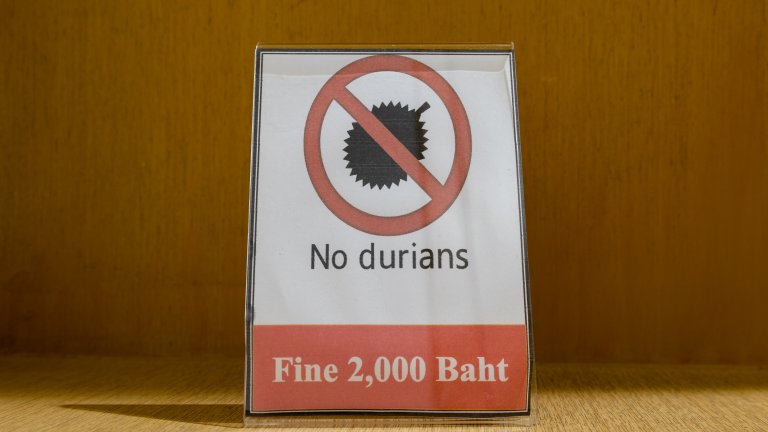 No durians
Fine 2,000 Baht